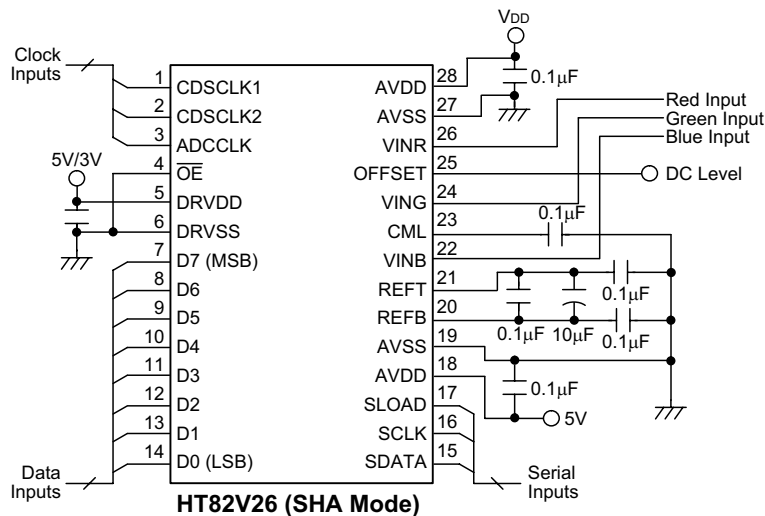 VDD
Clock
Inputs
0.1µF
1 CDSCLK1 AVDD 28
2 CDSCLK2 AVSS 27
3 ADCCLK VINR 26
Red Input
Green Input
Blue Input
5V/3V
4 OE OFFSET 25
DC Level
5 DRVDD VING 24
0.1µF
6 DRVSS CML 23
7 D7 (MSB) VINB 22
8 D6 REFT 21
0.1µF
9 D5 REFB 20
0.1µF 10µF 0.1µF
10 D4 AVSS 19
11 D3 AVDD 18
0.1µF
12 D2 SLOAD 17
5V
13 D1 SCLK 16
14 D0 (LSB) SDATA 15
Data
Inputs
Serial
Inputs
HT82V26 (SHA Mode)